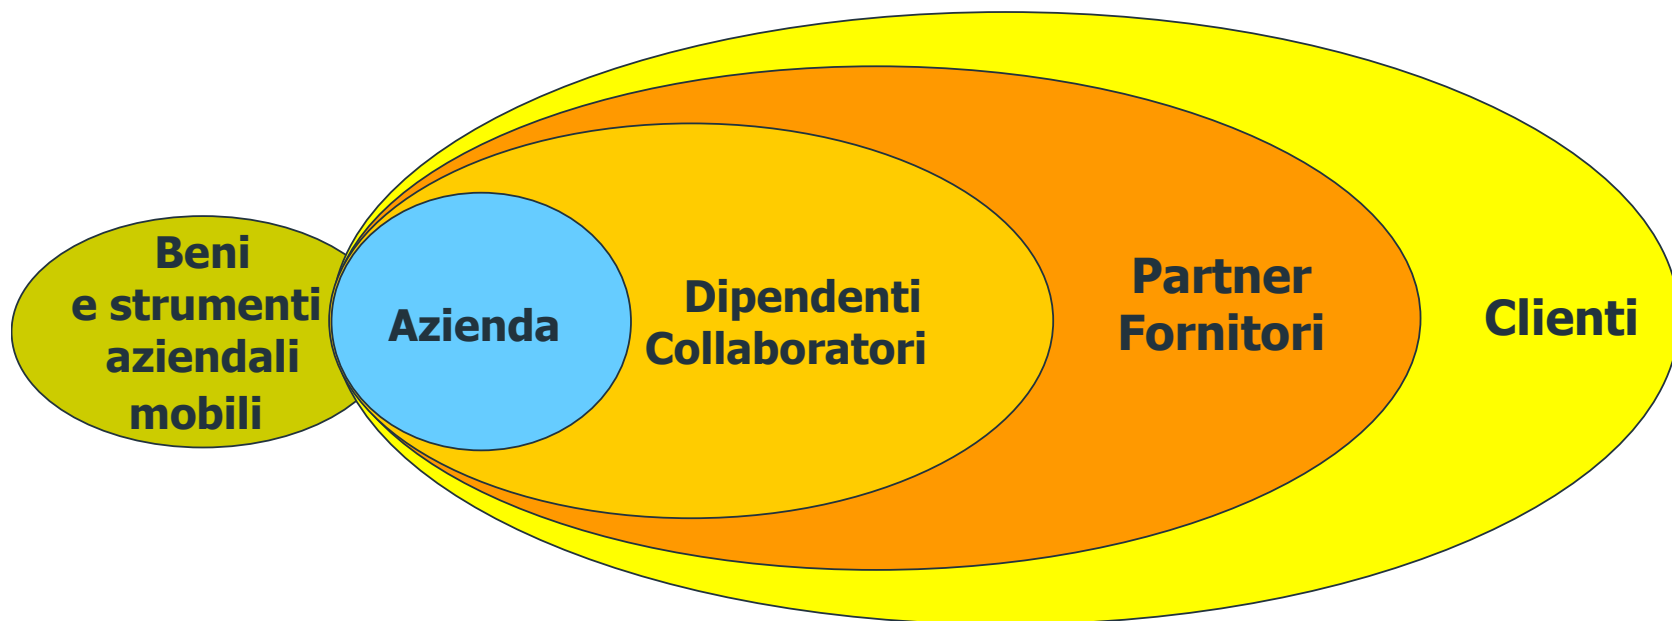 Beni
e strumenti
aziendali
mobili
Azienda
Dipendenti
Collaboratori
Partner
Fornitori
Clienti